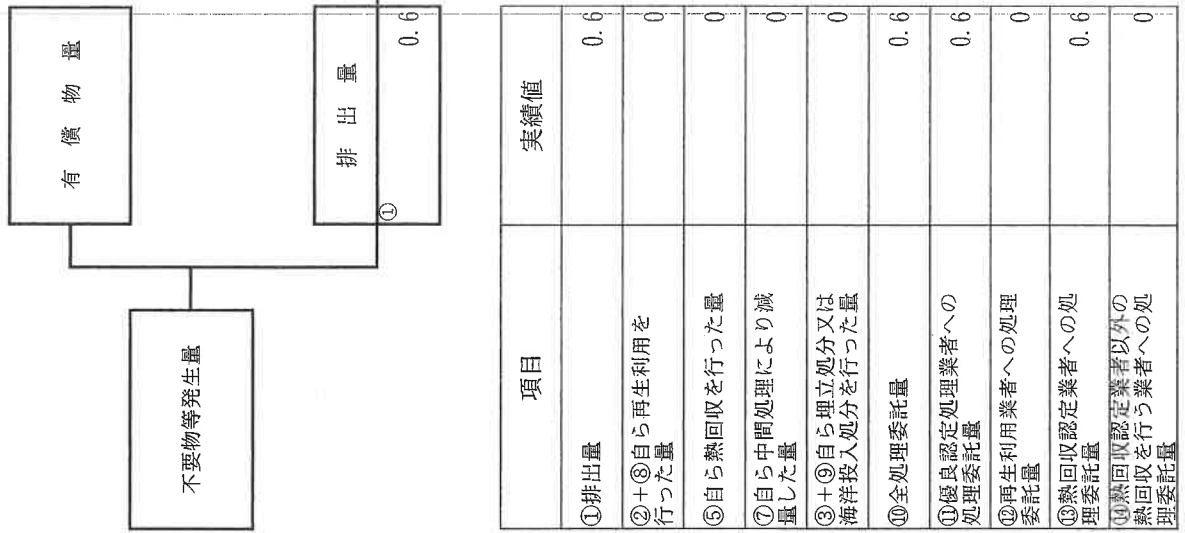 有償物量
不要物等発生量
排出量
①
0.6
項目 実績値
①排出量 0.6
②+⑧自ら再生利用を
行った量 0
⑤自ら熱回収を行った量 0
⑦自ら中間処理により減
量した量 0
③+⑨自ら埋立処分又は
海洋投入処分を行った量 0
⑩全処理委託量 0.6
⑪優良認定処理業者への
処理委託量 0.6
⑫再生利用業者への処理
委託量 0
⑬熱回収認定業者への処
理委託量 0.6
⑭熱回収認定業者以外の
熱回収を行う業者への処
理委託量 0